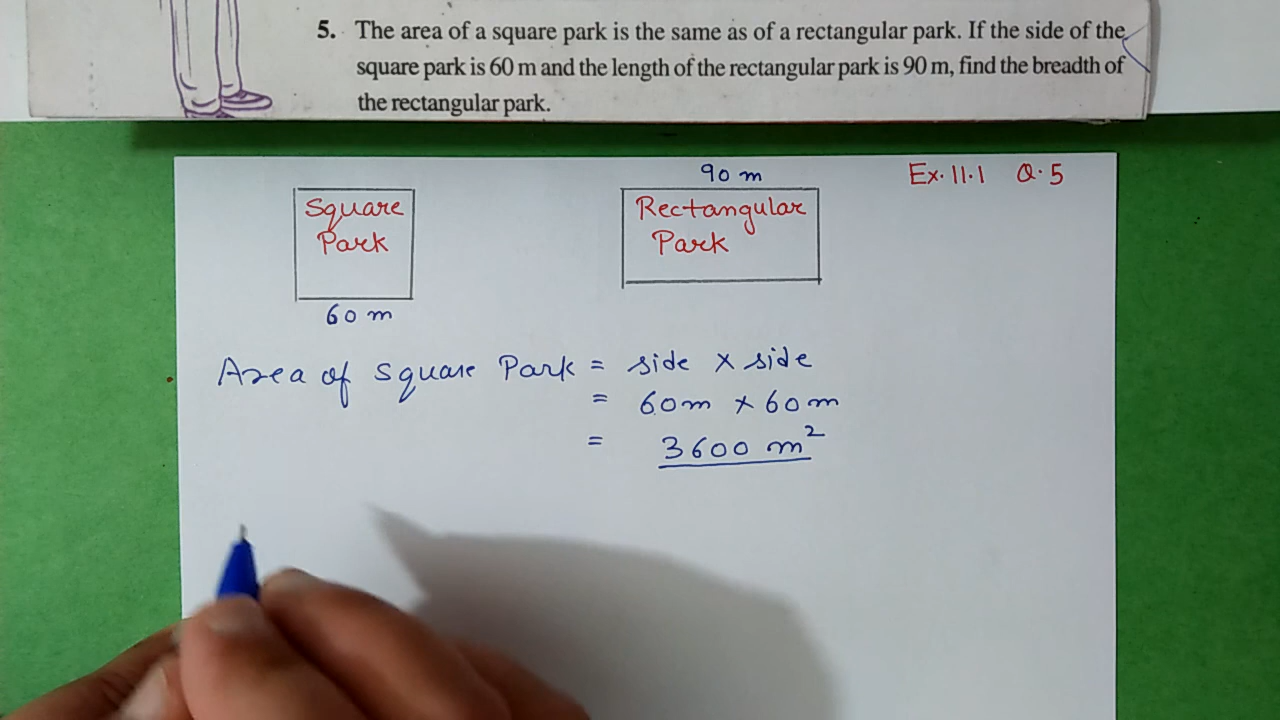 5. The area of a square park is the same as of a rectangular park. If the side of the
square park is 60 m and the length of the rectangular park is 90 m, find the breadth of
the rectangular park.
Ex. 11.1 Q. 5
90 m
Square
Park
Rectangular
Park
60 m
Area of square Park = side × side
= 60m × 60m
= 3600 m²